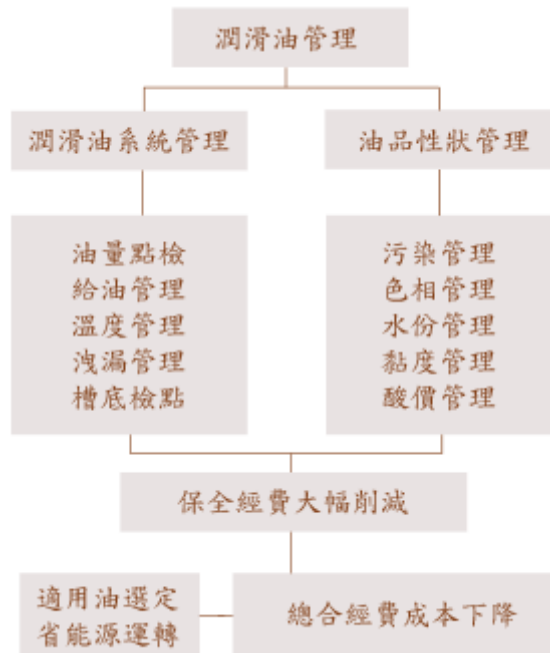 潤滑油管理
潤滑油系統管理
油品性狀管理
油量點檢
給油管理
溫度管理
洩漏管理
槽底檢點
污染管理
色相管理
水份管理
黏度管理
酸價管理
保全經費大幅削減
適用油選定
省能源運轉
總合經費成本下降